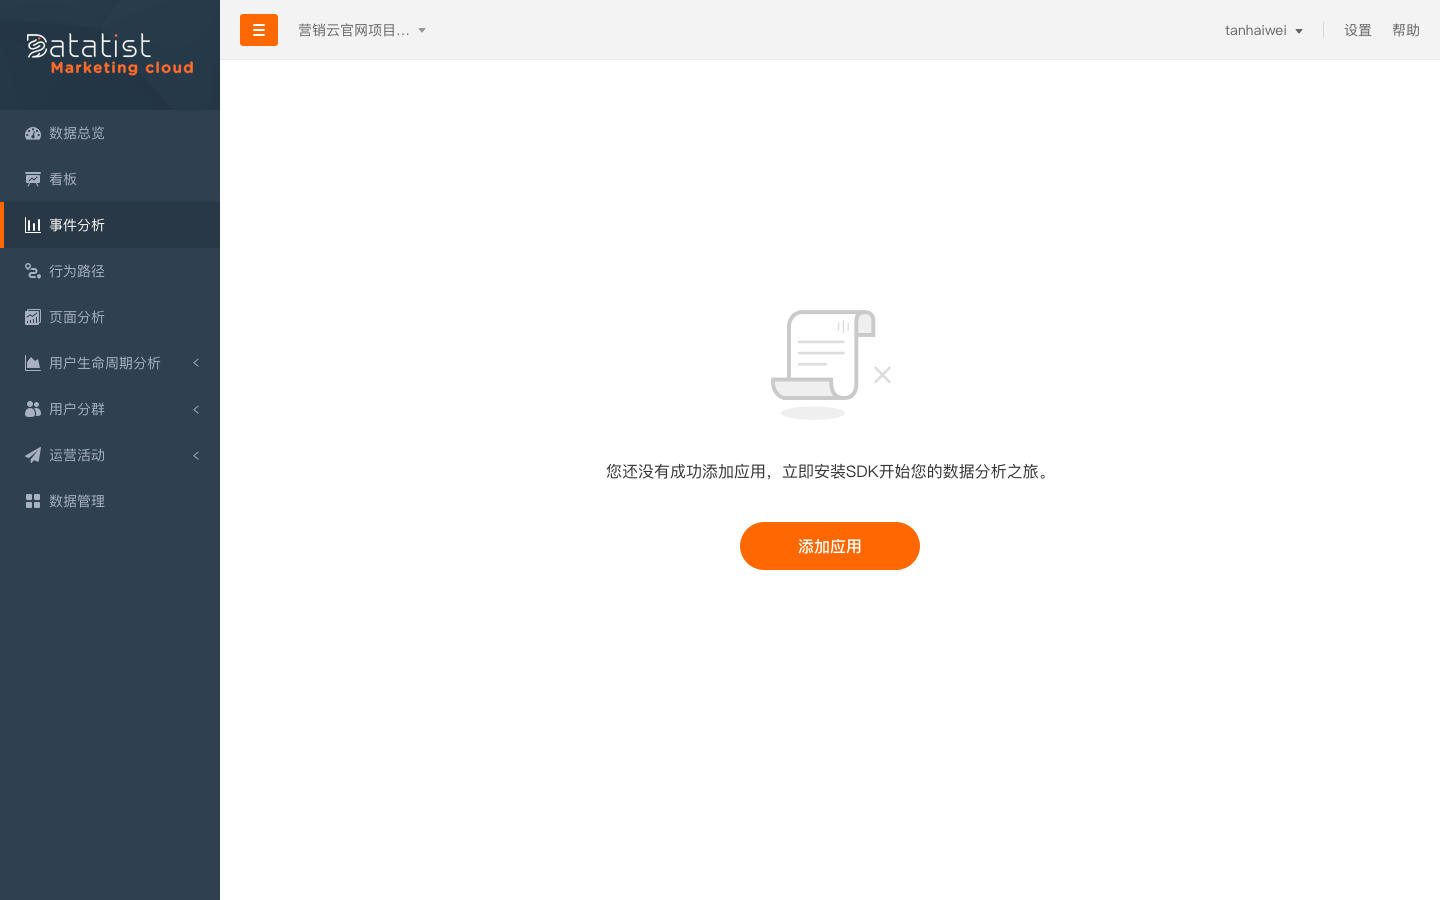 Datatist
Marketing cloud
营销云官网项目...
tanhaiwei
设置
帮助
数据总览
看板
事件分析
行为路径
页面分析
用户生命周期分析
用户分群
运营活动
数据管理
您还没有成功添加应用，立即安装SDK开始您的数据分析之旅。
添加应用